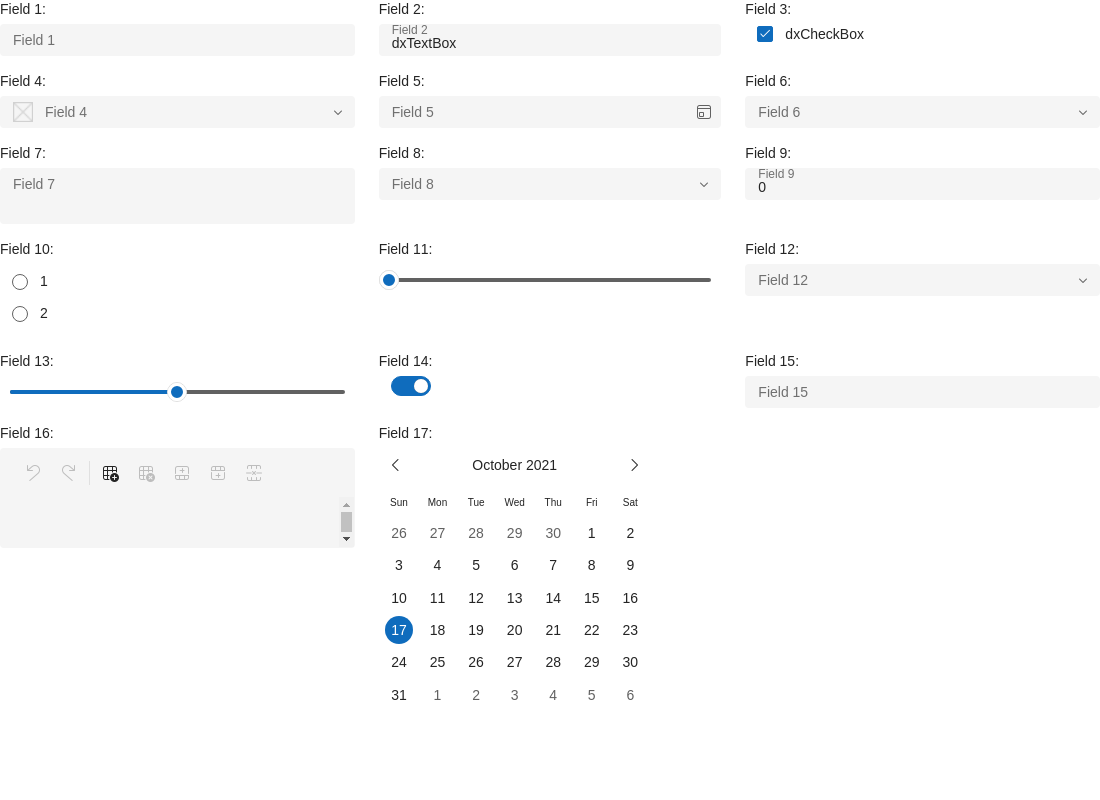 Field 1:
Field 2:
Field 3:
Field 1
Field 2
dxTextBox
dxCheckBox
Field 4:
Field 5:
Field 6:
Field 4
Field 5
Field 6
Field 7:
Field 8:
Field 9:
Field 7
Field 8
Field 9
0
Field 10:
Field 11:
Field 12:
1
2
Field 12
Field 13:
Field 14:
Field 15:
Field 15
Field 16:
Field 17:
October 2021
Sun Mon Tue Wed Thu Fri Sat
26 27 28 29 30 1 2
3 4 5 6 7 8 9
10 11 12 13 14 15 16
17 18 19 20 21 22 23
24 25 26 27 28 29 30
31 1 2 3 4 5 6